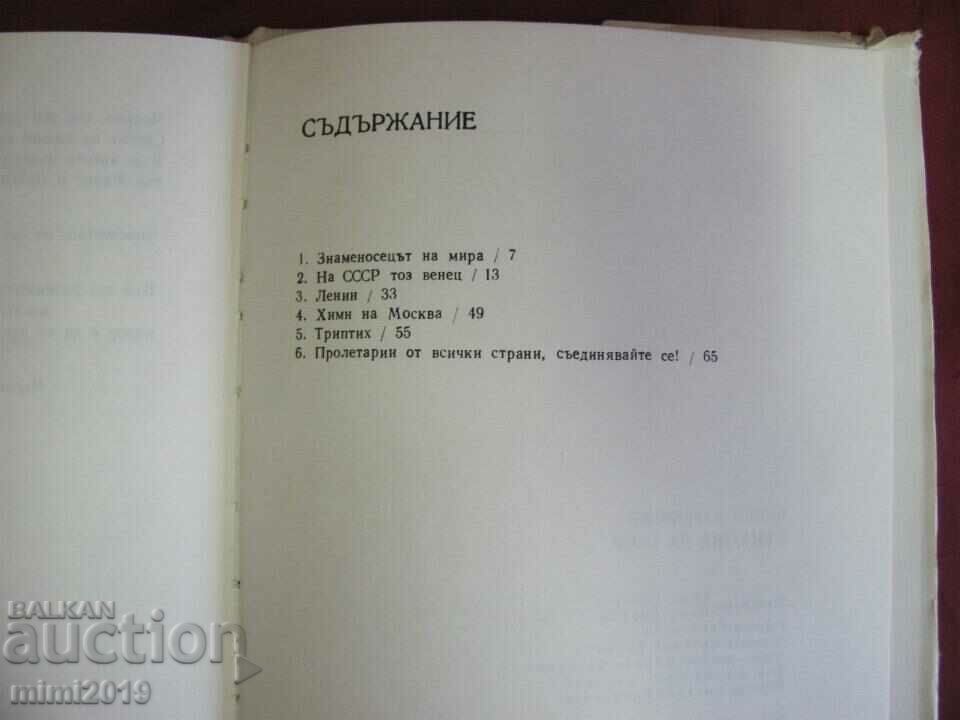 СЪДЪРЖАНИЕ
1. Знаменосецът на мира / 7
2. На СССР тоз венец / 13
3. Ленин / 33
4. Химн на Москва / 49
5. Триптих / 55
6. Пролетарии от всички страни, съединявайте се! / 65
BALKAN
auction
mimi2019